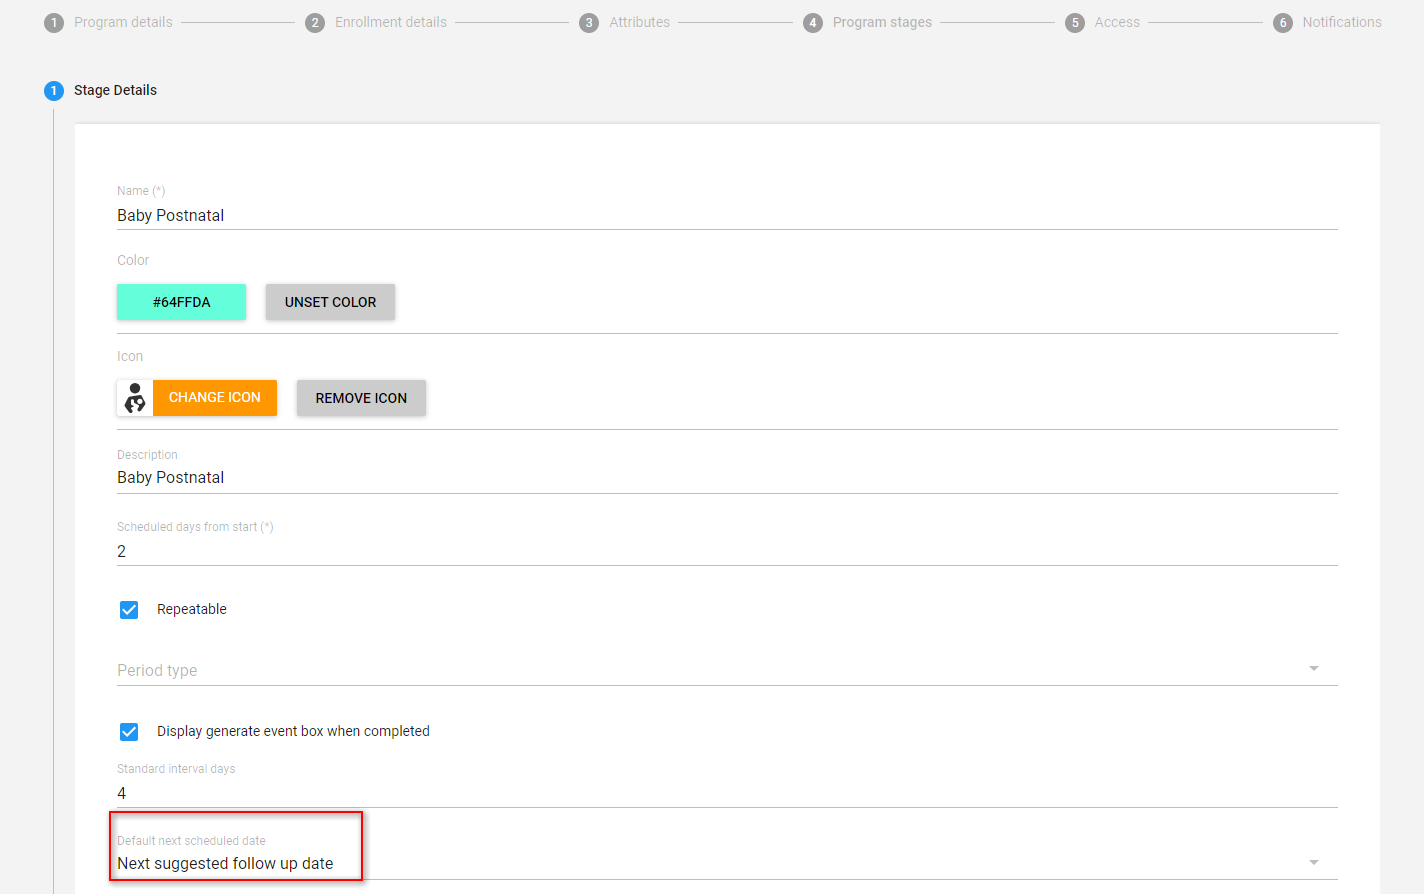 1 Program details 2 Enrollment details 3 Attributes 4 Program stages 5 Access 6 Notifications
1 Stage Details
Name (*)
Baby Postnatal
Color
#64FFDA UNSET COLOR
Icon
CHANGE ICON REMOVE ICON
Description
Baby Postnatal
Scheduled days from start (*)
2
Repeatable
Period type
Display generate event box when completed
Standard interval days
4
Default next scheduled date
Next suggested follow up date